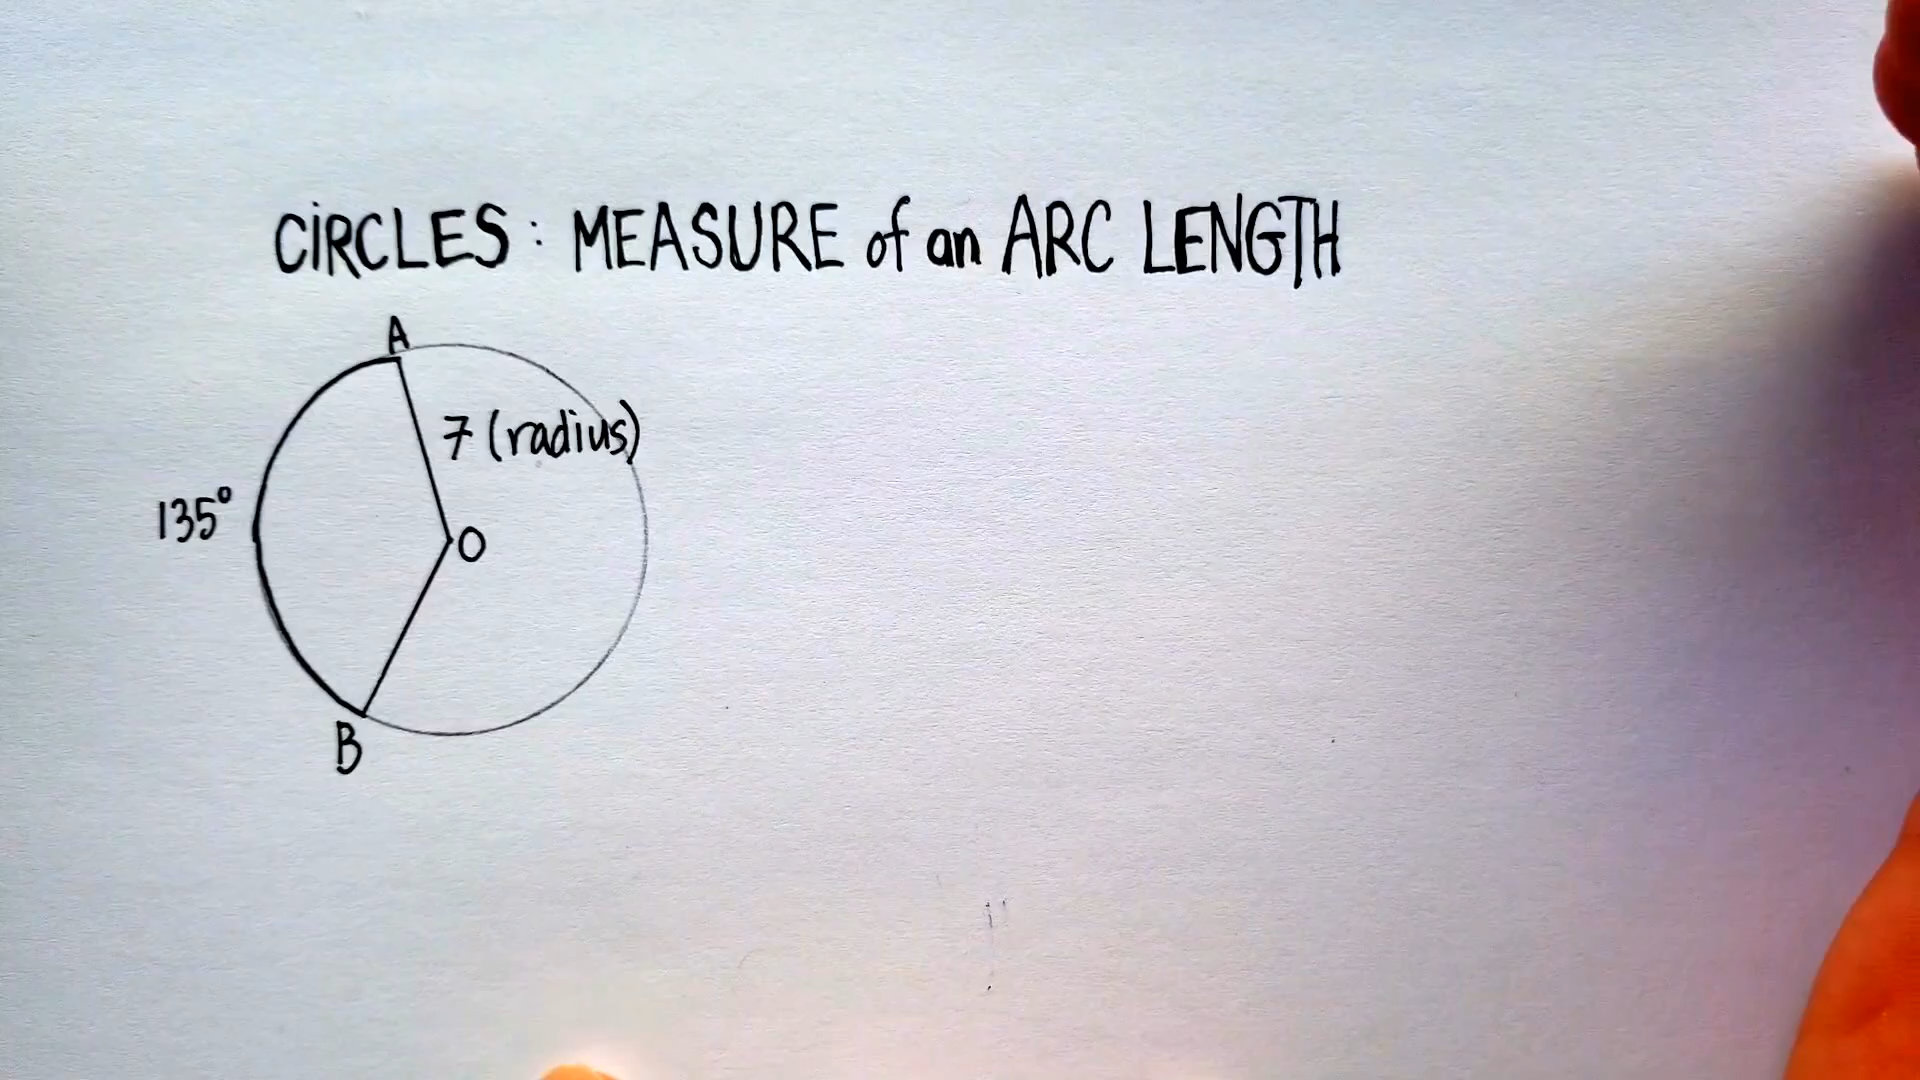 CiRCLES : MEASURE of an ARC LENGTH
A
7 (radius)
135°
O
B